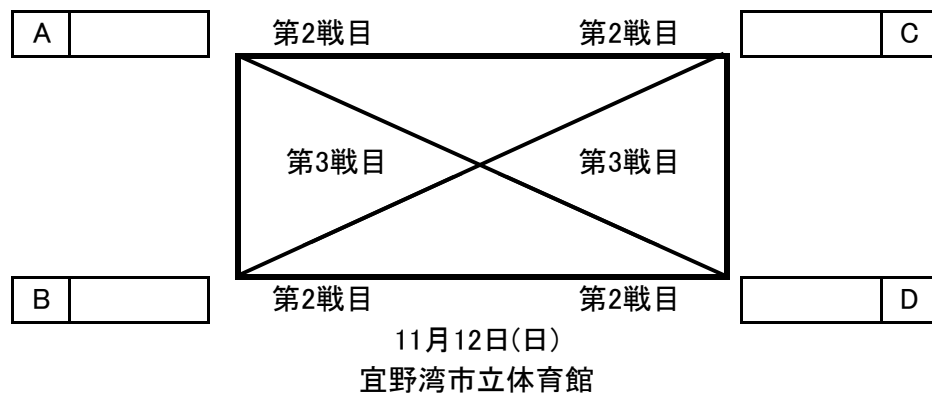 A 第2戦目 第2戦目 C
第3戦目 第3戦目
B 第2戦目 第2戦目 D
11月12日(日)
宜野湾市立体育館